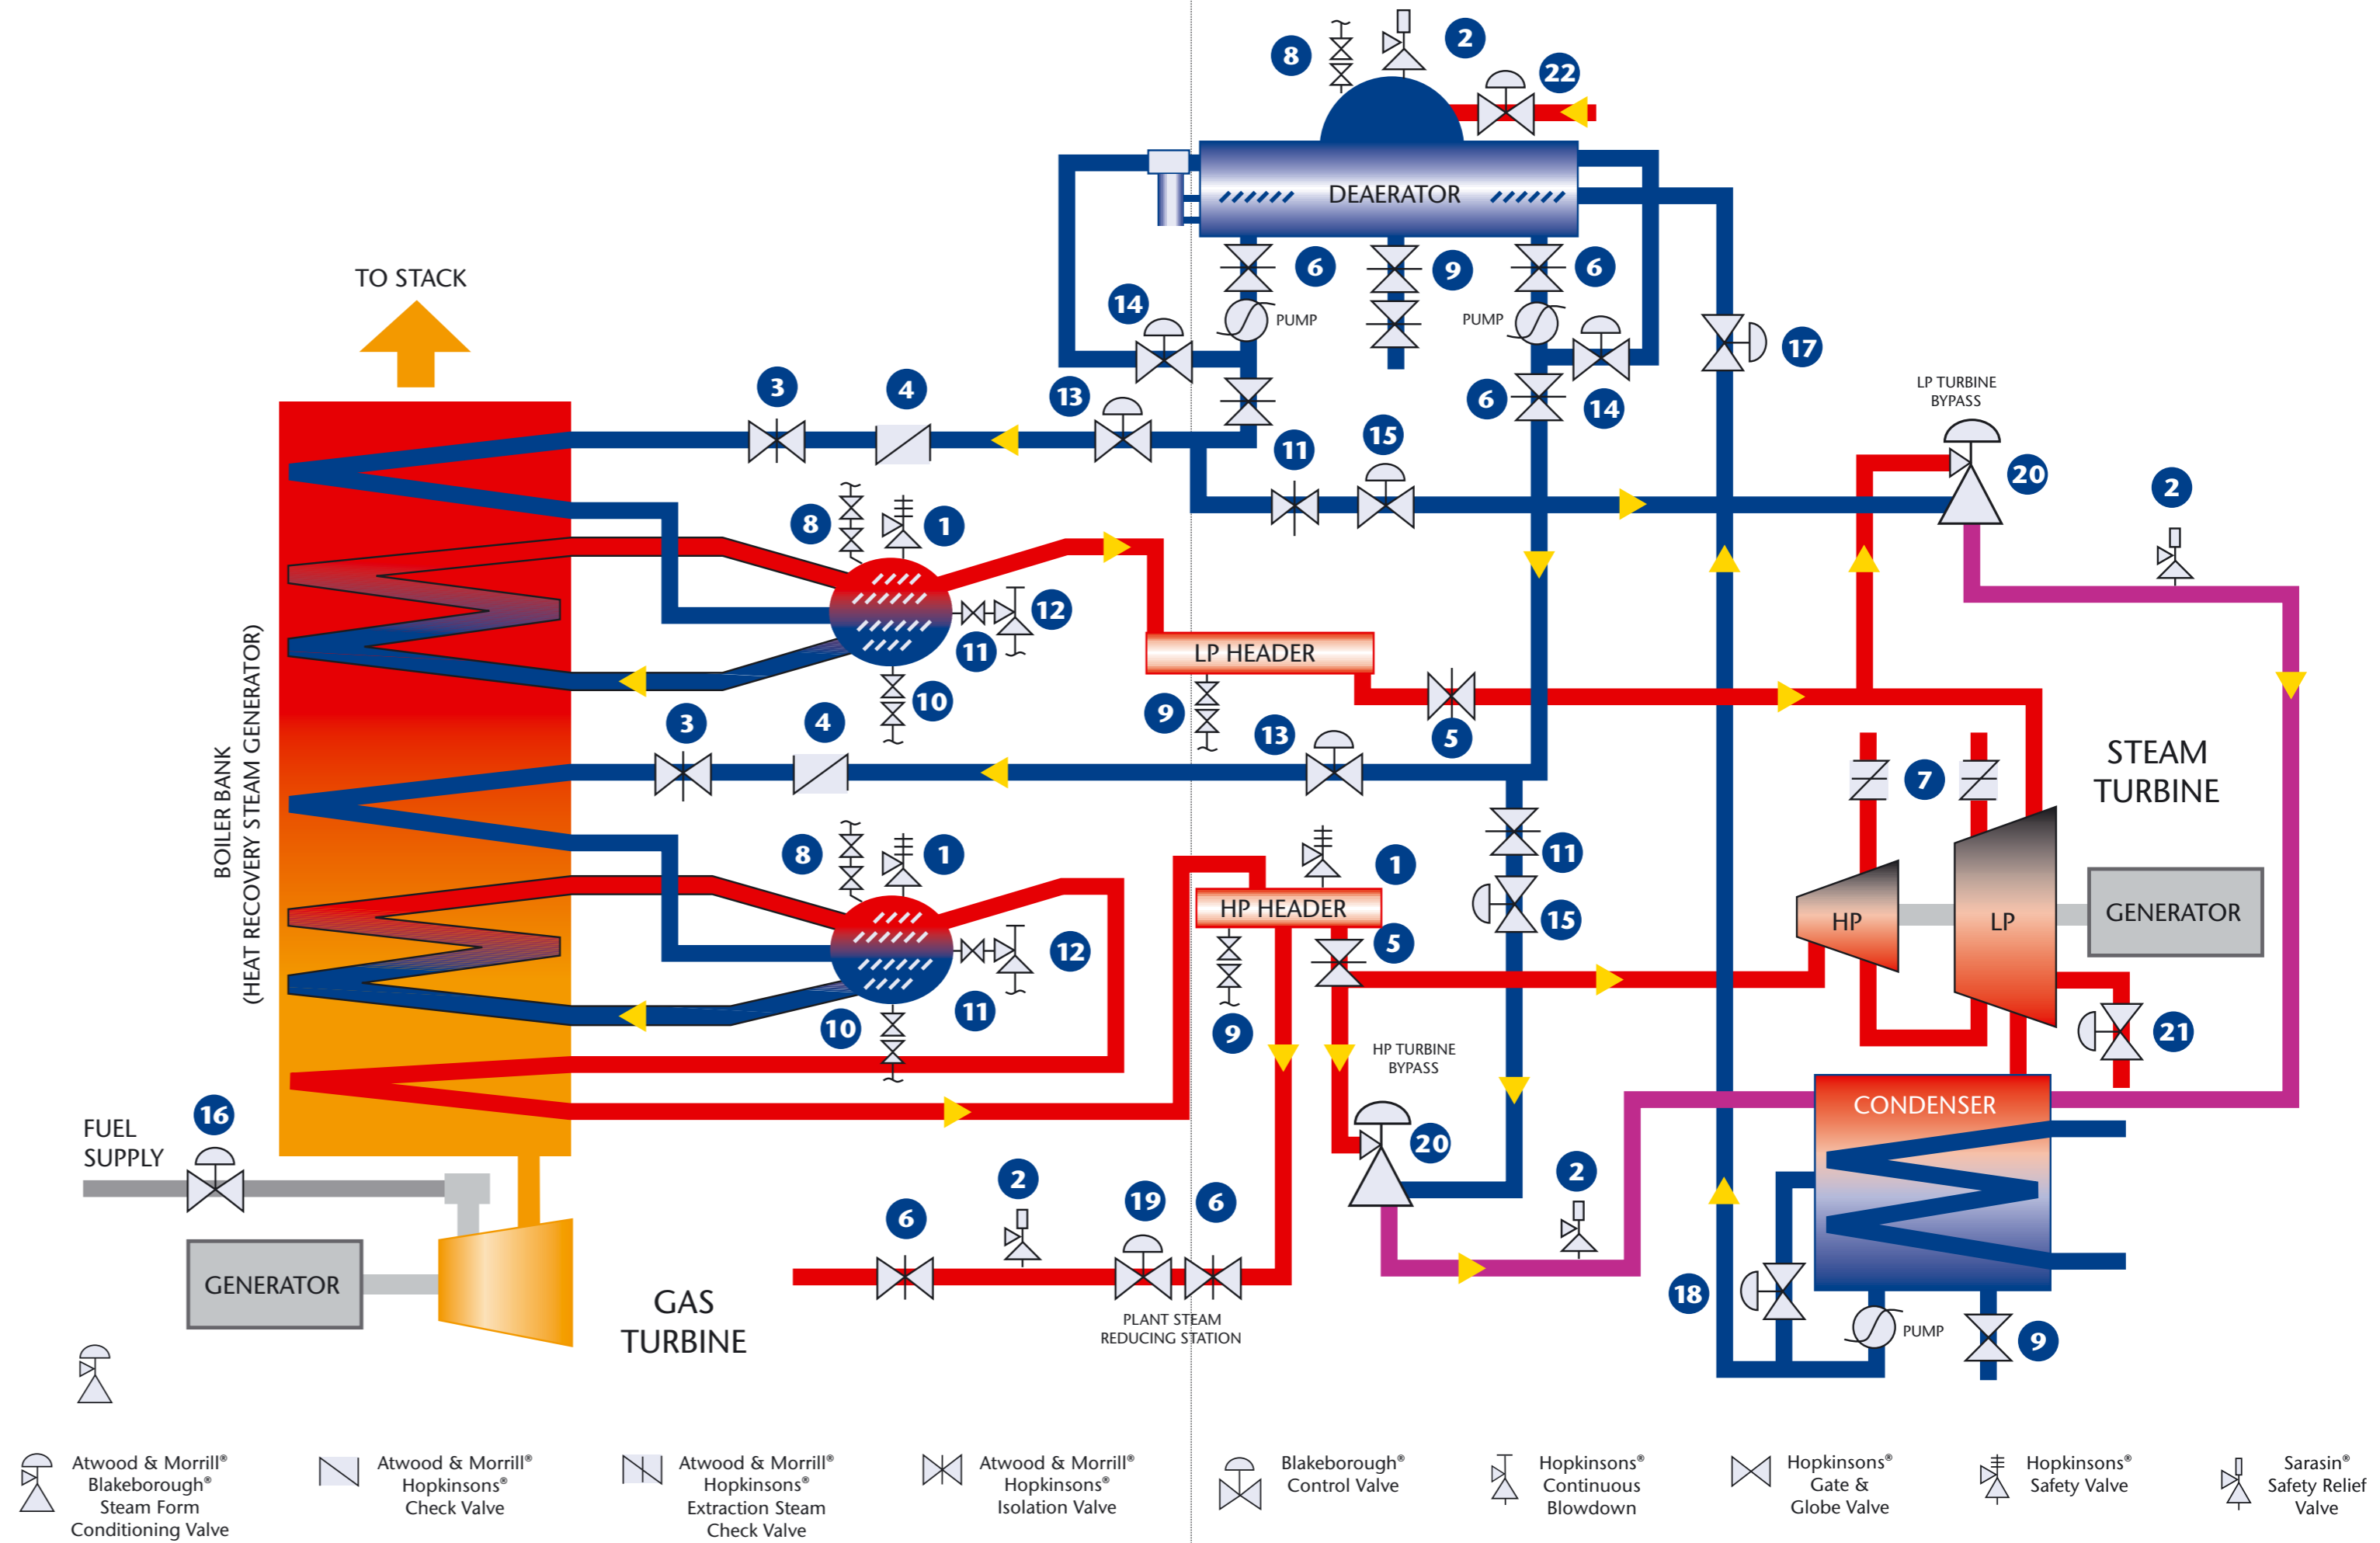 8
2
22
DEAERATOR
TO STACK
6
9
6
14
PUMP
PUMP
17
3
4
13
6
14
LP TURBINE
BYPASS
11
15
20
2
8
1
12
11
LP HEADER
10
9
5
3
4
13
BOILER BANK
(HEAT RECOVERY STEAM GENERATOR)
7
STEAM
TURBINE
8
1
1
11
HP HEADER
15
HP
LP
GENERATOR
12
5
11
10
9
21
HP TURBINE
BYPASS
CONDENSER
16
FUEL
SUPPLY
20
2
2
19
6
6
GENERATOR
18
GAS
TURBINE
PLANT STEAM
REDUCING STATION
PUMP
9
Atwood & Morrill®
Blakeborough®
Steam Form
Conditioning Valve
Atwood & Morrill®
Hopkinsons®
Check Valve
Atwood & Morrill®
Hopkinsons®
Extraction Steam
Check Valve
Atwood & Morrill®
Hopkinsons®
Isolation Valve
Blakeborough®
Control Valve
Hopkinsons®
Continuous
Blowdown
Hopkinsons®
Gate &
Globe Valve
Hopkinsons®
Safety Valve
Sarasin®
Safety Relief
Valve